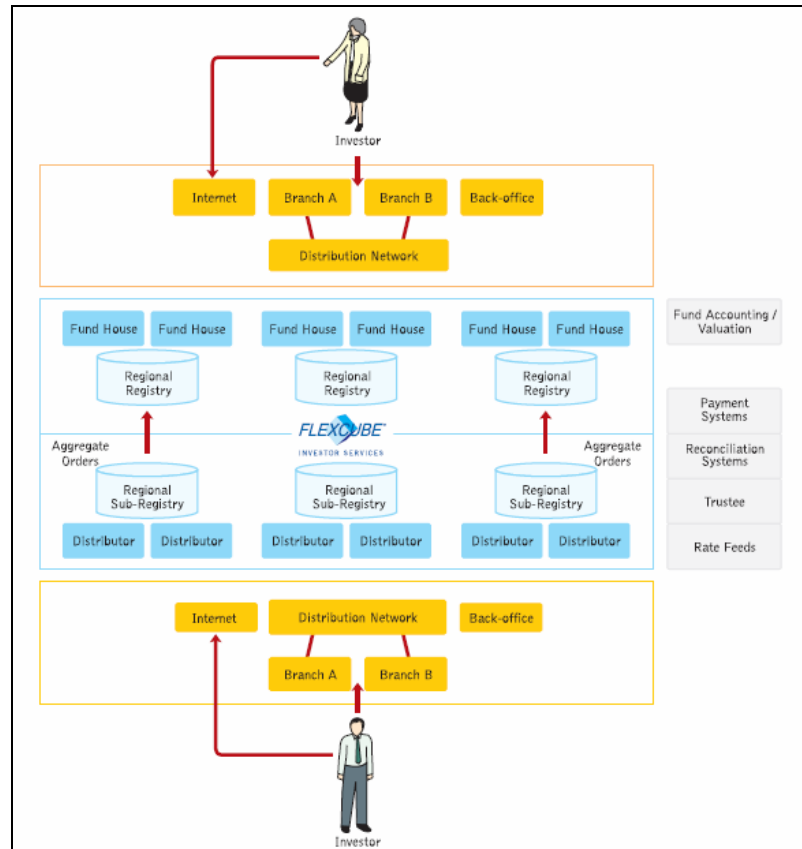 Investor
Internet
Branch A
Branch B
Back-office
Distribution Network
Fund House
Fund House
Fund House
Fund House
Fund House
Fund House
Fund Accounting /
Valuation
Regional
Registry
Regional
Registry
Regional
Registry
Payment
Systems
FLEXCUBE™
INVESTOR SERVICES
Aggregate
Orders
Aggregate
Orders
Reconciliation
Systems
Regional
Sub-Registry
Regional
Sub-Registry
Regional
Sub-Registry
Trustee
Distributor
Distributor
Distributor
Distributor
Distributor
Distributor
Rate Feeds
Internet
Distribution Network
Back-office
Branch A
Branch B
Investor